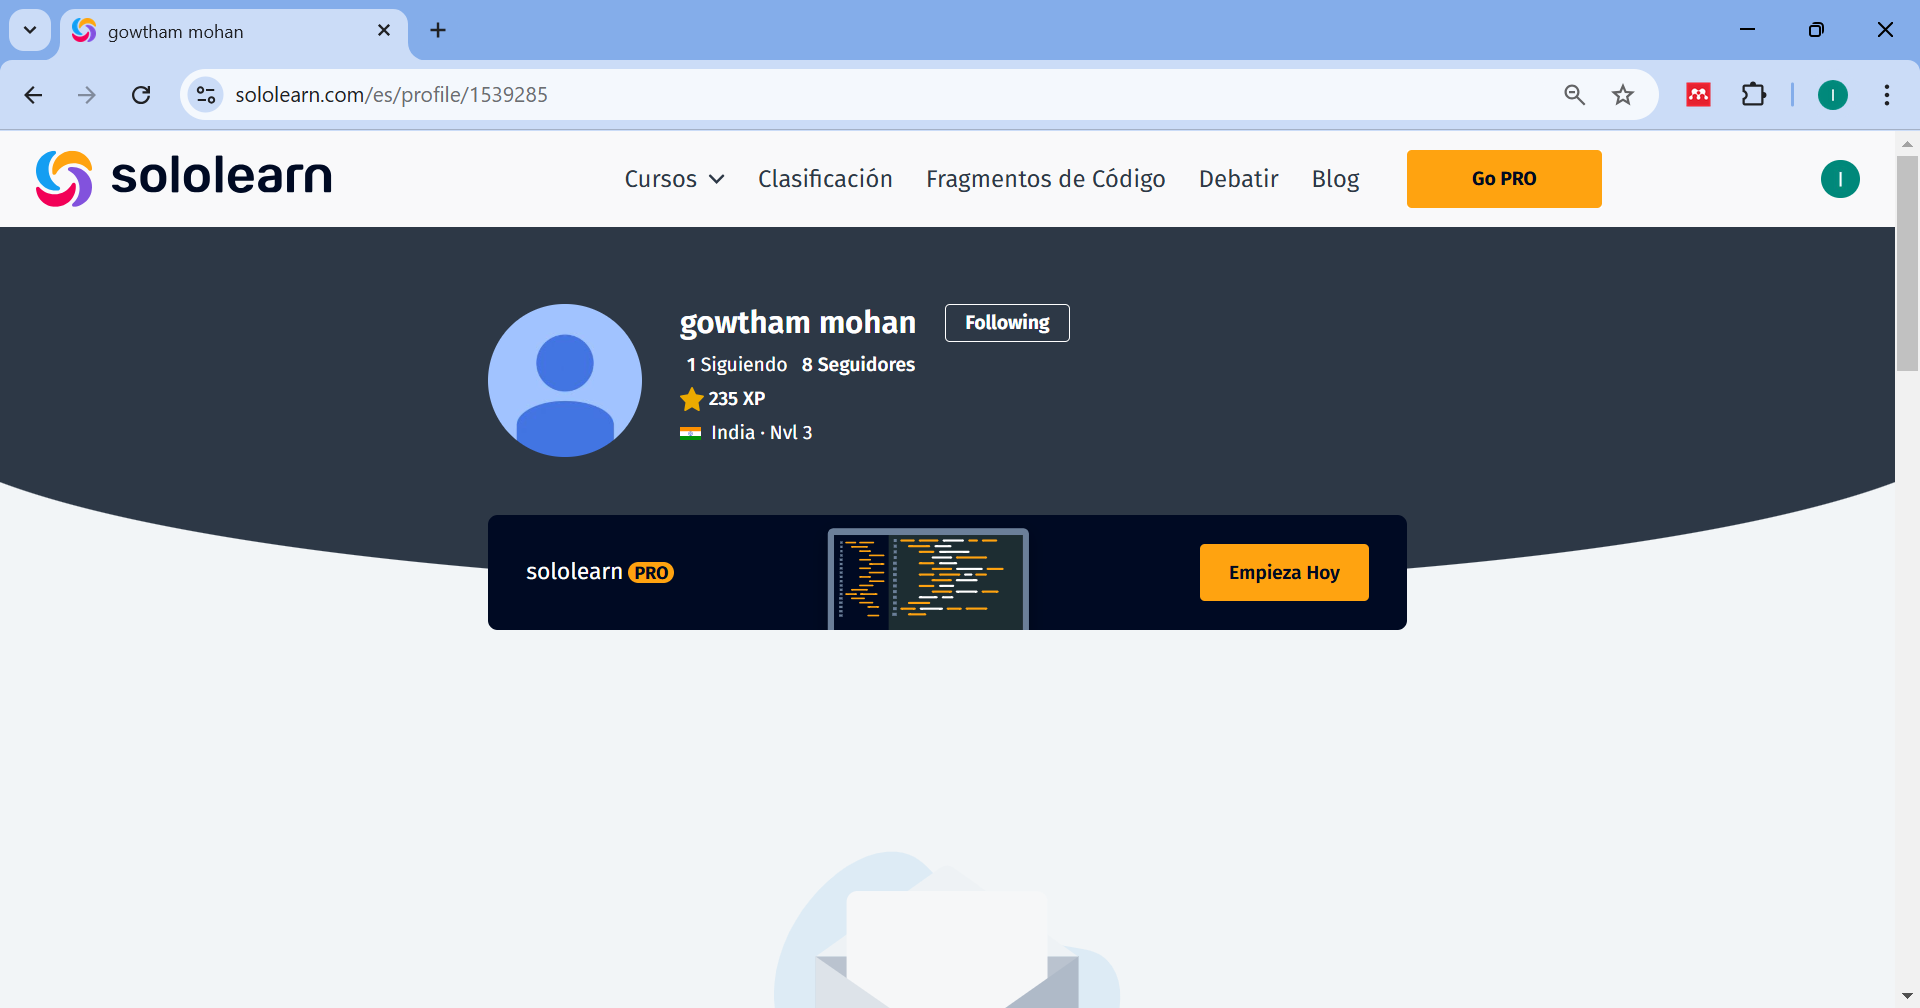 gowtham mohan
sololearn.com/es/profile/1539285
I
sololearn
Cursos
Clasificación
Fragmentos de Código
Debatir
Blog
Go PRO
I
gowtham mohan
Following
1 Siguiendo 8 Seguidores
235 XP
India · Nvl 3
sololearn PRO
Empieza Hoy